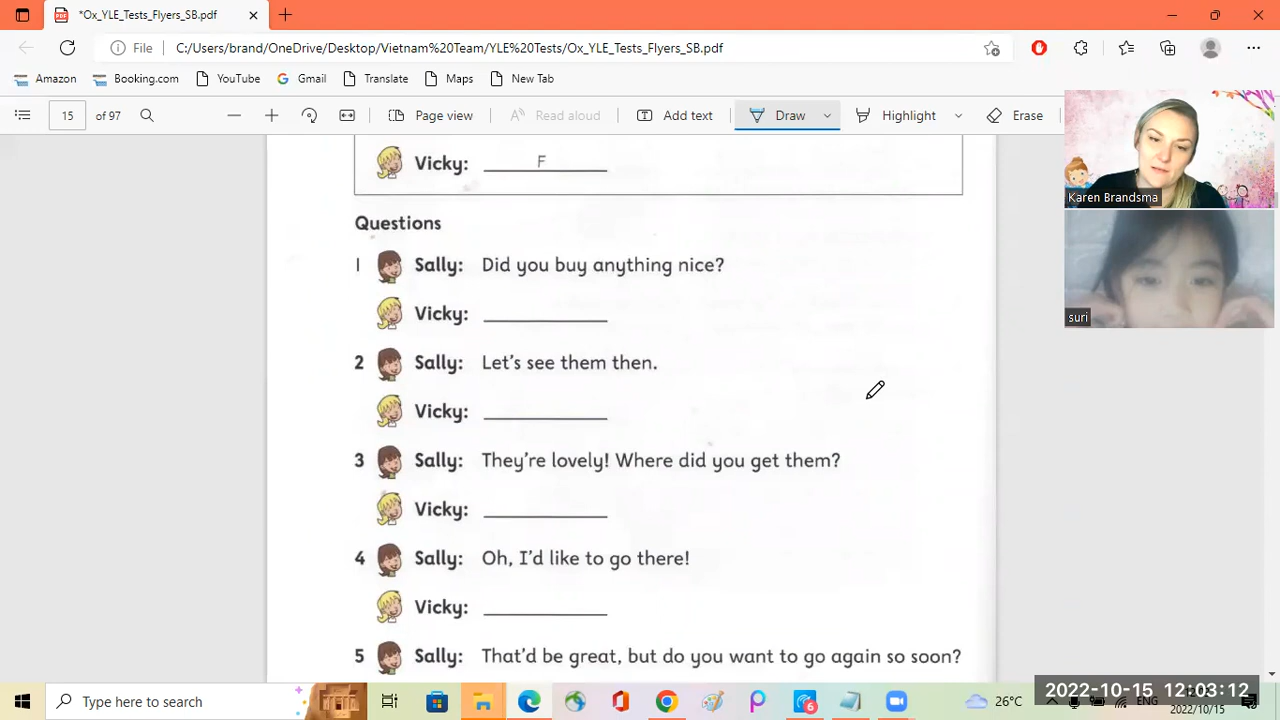 *Ox_YLE_Tests_Flyers_SB.pdf
File
C:/Users/brand/OneDrive/Desktop/Vietnam%20Team/YLE%20Tests/Ox_YLE_Tests_Flyers_SB.pdf
Amazon
Booking.com
YouTube
Gmail
Translate
Maps
New Tab
15 of 97
Page view
Read aloud
Add text
Draw
Highlight
Erase
Vicky: F
Questions
1 Sally: Did you buy anything nice?
Vicky:
2 Sally: Let's see them then.
Vicky:
3 Sally: They're lovely! Where did you get them?
Vicky:
4 Sally: Oh, I'd like to go there!
Vicky:
5 Sally: That'd be great, but do you want to go again so soon?
Karen Brandsma
suri
Type here to search
6
26°C
ENG
2022-10-15 12:03:12
2022/10/15